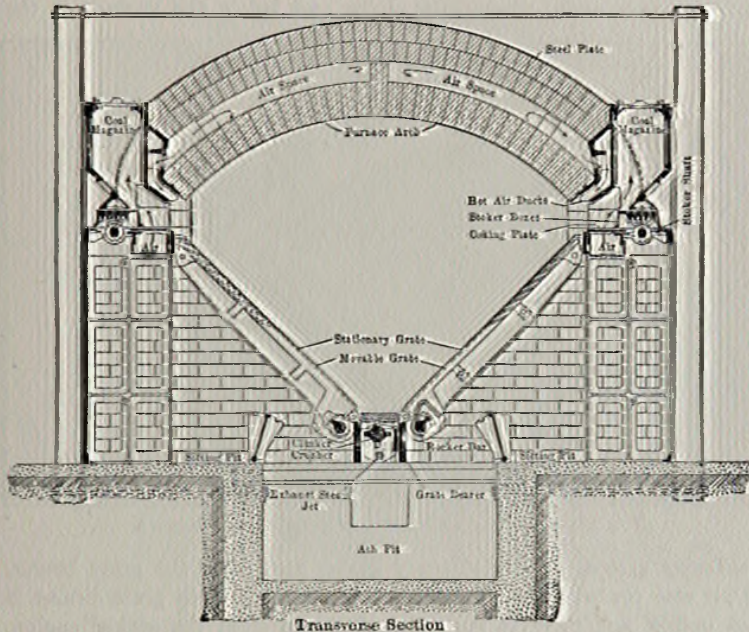 Steel Plate
Air Space
Air Space
Coal
Magazine
Coal
Magazine
Furnace Arch
Stoker Shaft
Hot Air Ducts
Stoker Boxes
Coking Plate
Air
Air
Stationary Grate
Movable Grate
Clinker
Crusher
Rocker Bar
Sifting Pit
Sifting Pit
Exhaust
Jet
Grate Bearer
Ash Pit
Transverse Section